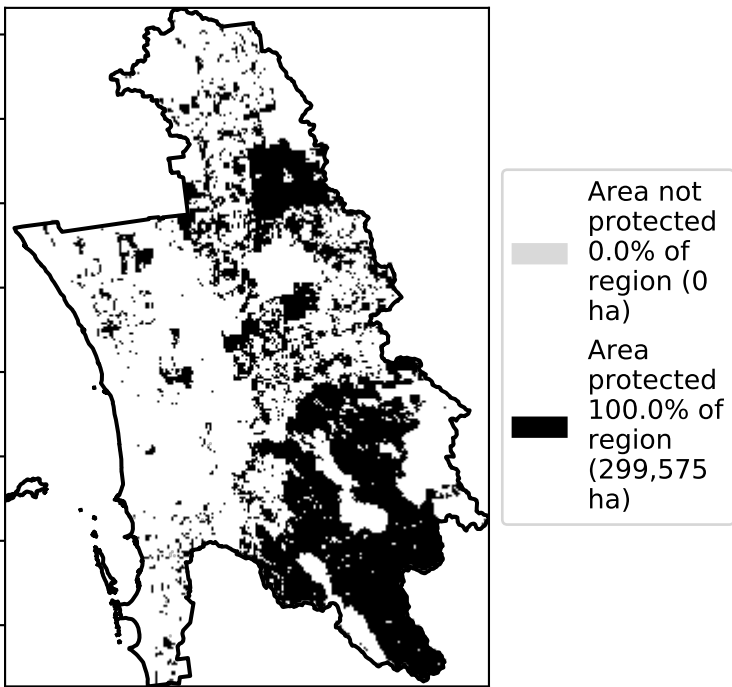 Area not
protected
0.0% of
region (0
ha)
Area
protected
100.0% of
region
(299,575
ha)